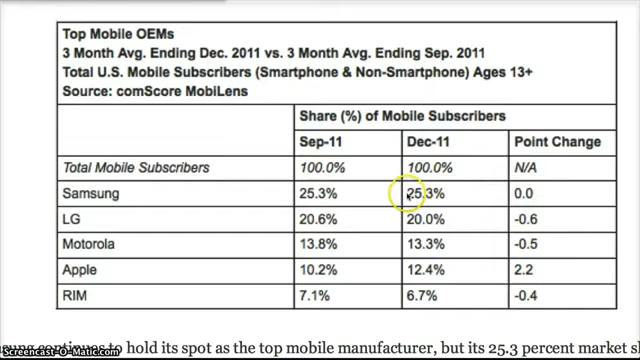 Top Mobile OEMs
3 Month Avg. Ending Dec. 2011 vs. 3 Month Avg. Ending Sep. 2011
Total U.S. Mobile Subscribers (Smartphone & Non-Smartphone) Ages 13+
Source: comScore MobiLens
Share (%) of Mobile Subscribers
Sep-11 Dec-11 Point Change
Total Mobile Subscribers 100.0% 100.0% N/A
Samsung 25.3% 25.3% 0.0
LG 20.6% 20.0% -0.6
Motorola 13.8% 13.3% -0.5
Apple 10.2% 12.4% 2.2
RIM 7.1% 6.7% -0.4
continues to hold its spot as the top mobile manufacturer, but its 25.3 percent market
Screencast-O-Matic.com